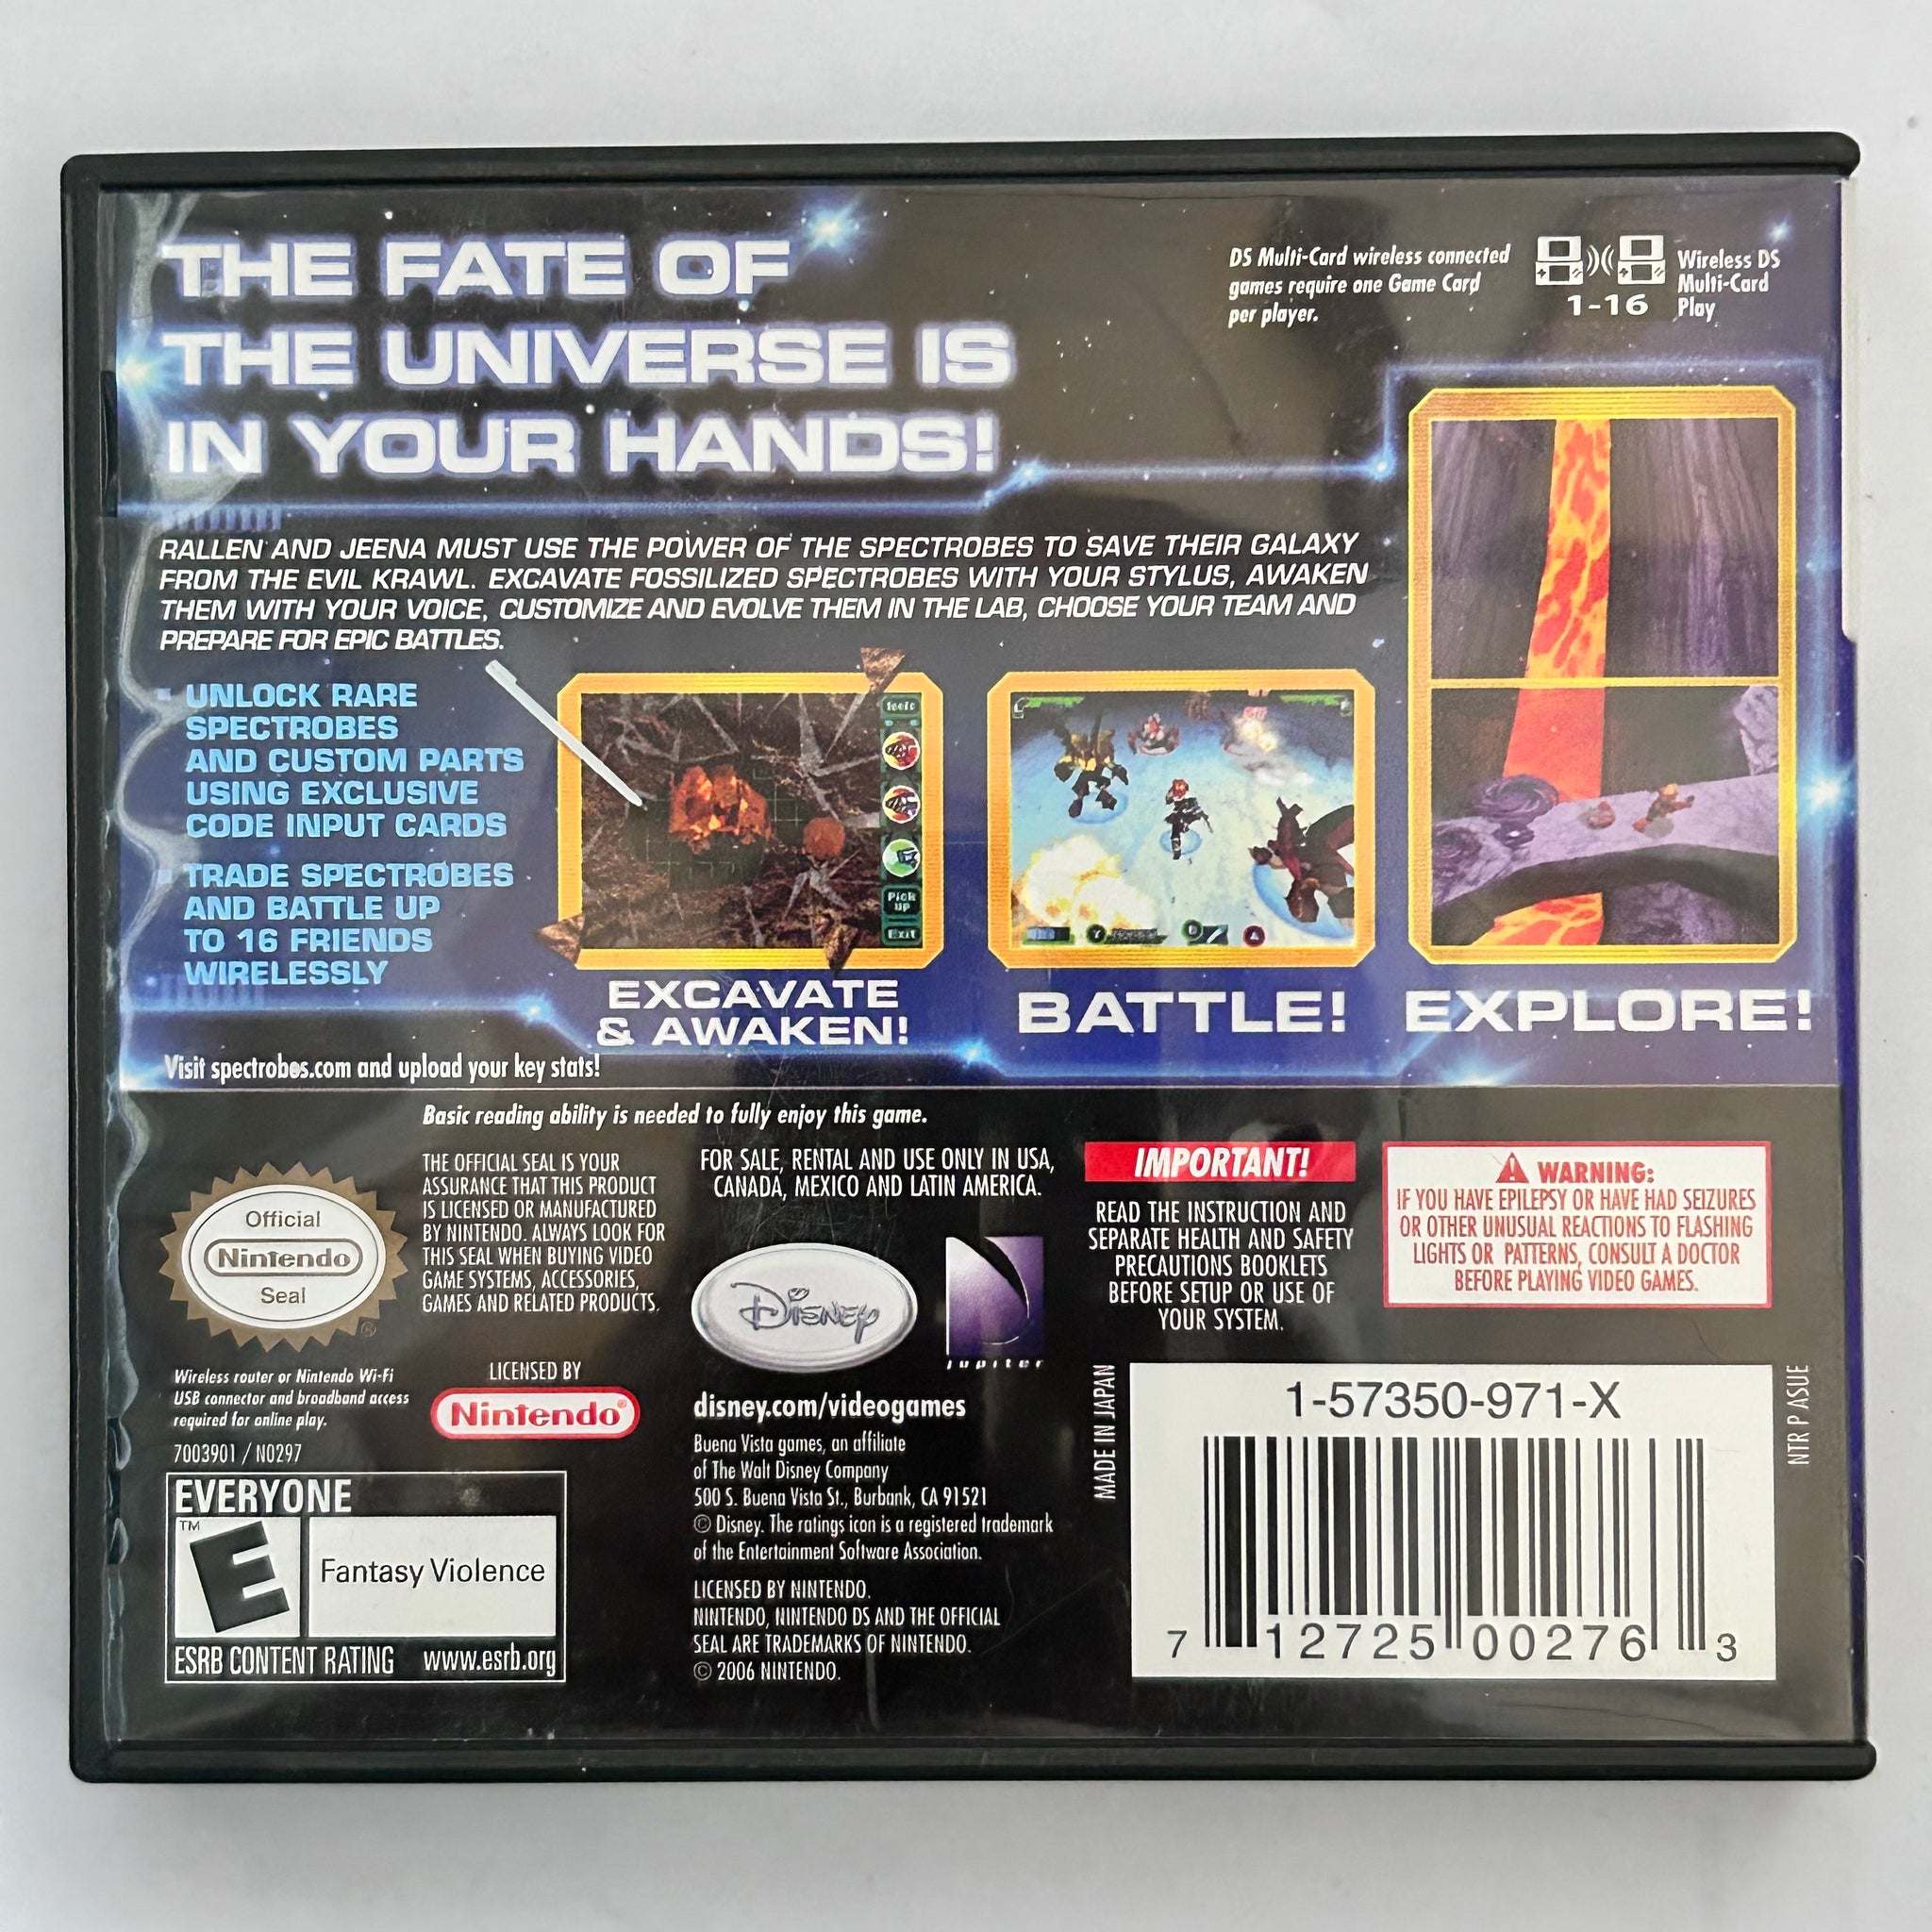 THE FATE OF
THE UNIVERSE IS
IN YOUR HANDS!
DS Multi-Card wireless connected
games require one Game Card
per player.
1-16
Wireless DS
Multi-Card
Play
RALLEN AND JEENA MUST USE THE POWER OF THE SPECTROBES TO SAVE THEIR GALAXY
FROM THE EVIL KRAWL. EXCAVATE FOSSILIZED SPECTROBES WITH YOUR STYLUS, AWAKEN
THEM WITH YOUR VOICE, CUSTOMIZE AND EVOLVE THEM IN THE LAB, CHOOSE YOUR TEAM AND
PREPARE FOR EPIC BATTLES.
UNLOCK RARE
SPECTROBES
AND CUSTOM PARTS
USING EXCLUSIVE
CODE INPUT CARDS
TRADE SPECTROBES
AND BATTLE UP
TO 16 FRIENDS
WIRELESSLY
Pick
up
Exit
Y
B
A
EXCAVATE
& AWAKEN!
BATTLE!
EXPLORE!
Visit spectrobes.com and upload your key stats!
Basic reading ability is needed to fully enjoy this game.
Official
Nintendo
Seal
®
THE OFFICIAL SEAL IS YOUR
ASSURANCE THAT THIS PRODUCT
IS LICENSED OR MANUFACTURED
BY NINTENDO. ALWAYS LOOK FOR
THIS SEAL WHEN BUYING VIDEO
GAME SYSTEMS, ACCESSORIES,
GAMES AND RELATED PRODUCTS.
Wireless router or Nintendo Wi-Fi
USB connector and broadband access
required for online play.
7003901 / N0297
LICENSED BY
Nintendo®
EVERYONE
™
E
Fantasy Violence
ESRB CONTENT RATING www.esrb.org
FOR SALE, RENTAL AND USE ONLY IN USA,
CANADA, MEXICO AND LATIN AMERICA.
Disney
jupiter
disney.com/videogames
Buena Vista games, an affiliate
of The Walt Disney Company
500 S. Buena Vista St., Burbank, CA 91521
© Disney. The ratings icon is a registered trademark
of the Entertainment Software Association.
LICENSED BY NINTENDO.
NINTENDO, NINTENDO DS AND THE OFFICIAL
SEAL ARE TRADEMARKS OF NINTENDO.
© 2006 NINTENDO.
IMPORTANT!
READ THE INSTRUCTION AND
SEPARATE HEALTH AND SAFETY
PRECAUTIONS BOOKLETS
BEFORE SETUP OR USE OF
YOUR SYSTEM.
WARNING:
IF YOU HAVE EPILEPSY OR HAVE HAD SEIZURES
OR OTHER UNUSUAL REACTIONS TO FLASHING
LIGHTS OR PATTERNS, CONSULT A DOCTOR
BEFORE PLAYING VIDEO GAMES.
MADE IN JAPAN
1-57350-971-X
7 12725 00276 3
NTR P ASUE